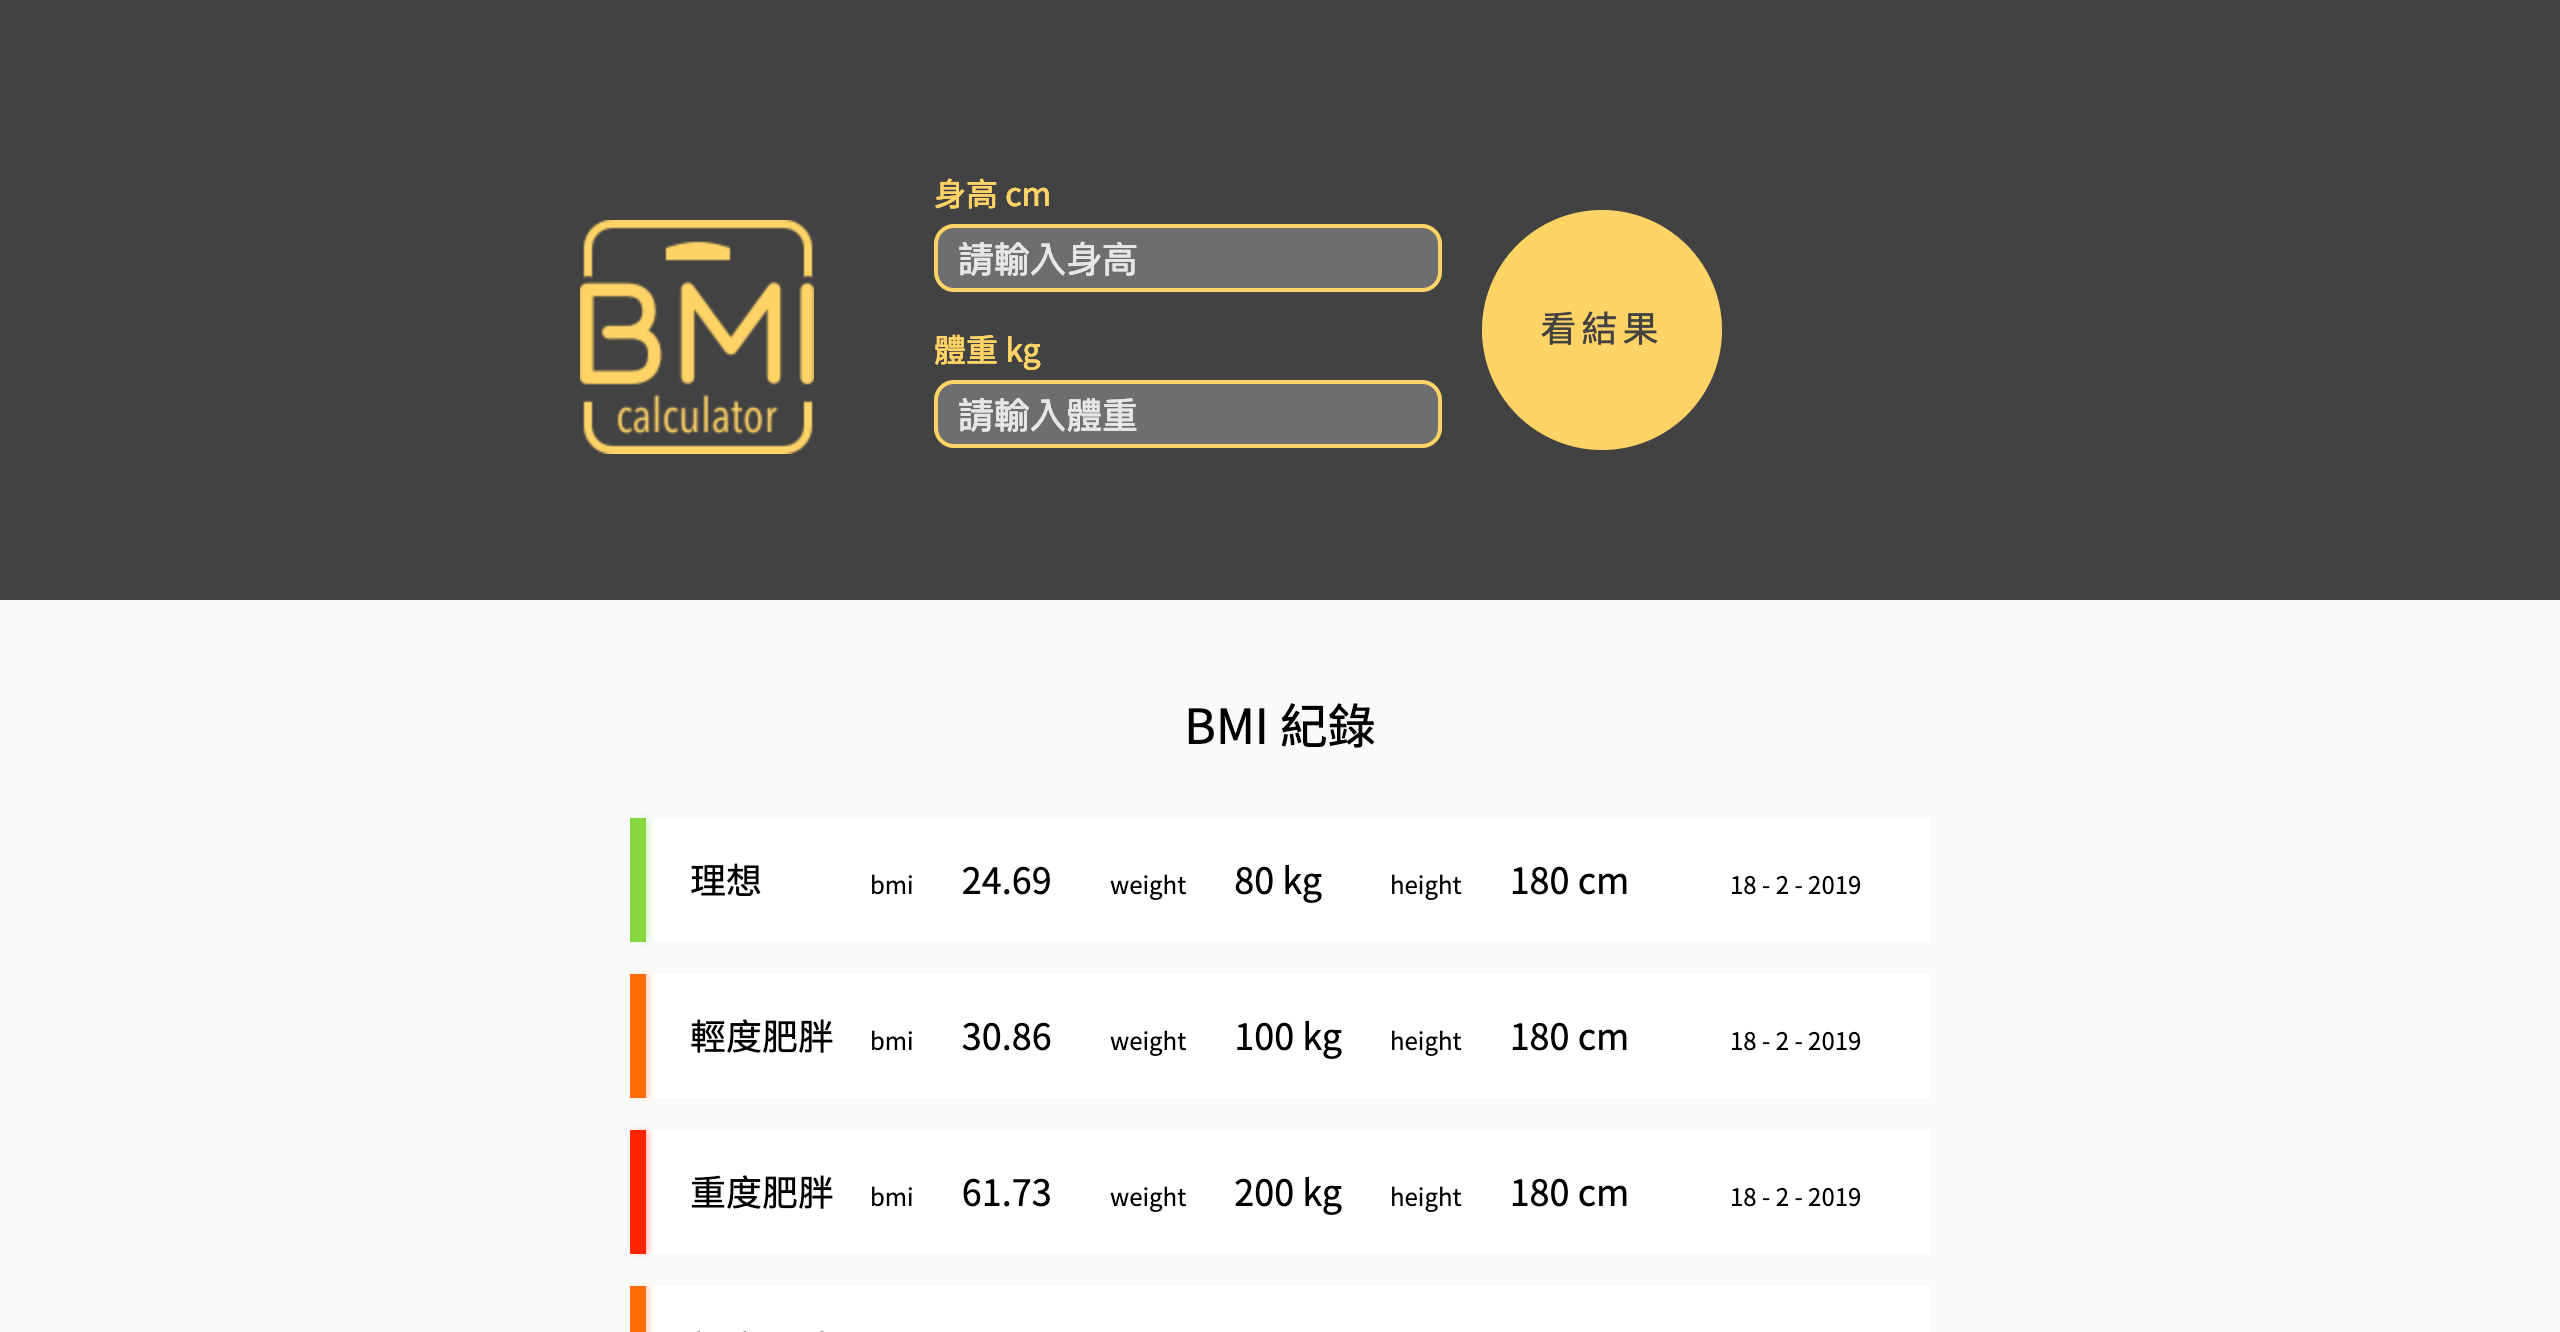 BMI
calculator
身高 cm
請輸入身高
體重 kg
請輸入體重
看結果
BMI 紀錄
理想 bmi 24.69 weight 80 kg height 180 cm 18 - 2 - 2019
輕度肥胖 bmi 30.86 weight 100 kg height 180 cm 18 - 2 - 2019
重度肥胖 bmi 61.73 weight 200 kg height 180 cm 18 - 2 - 2019